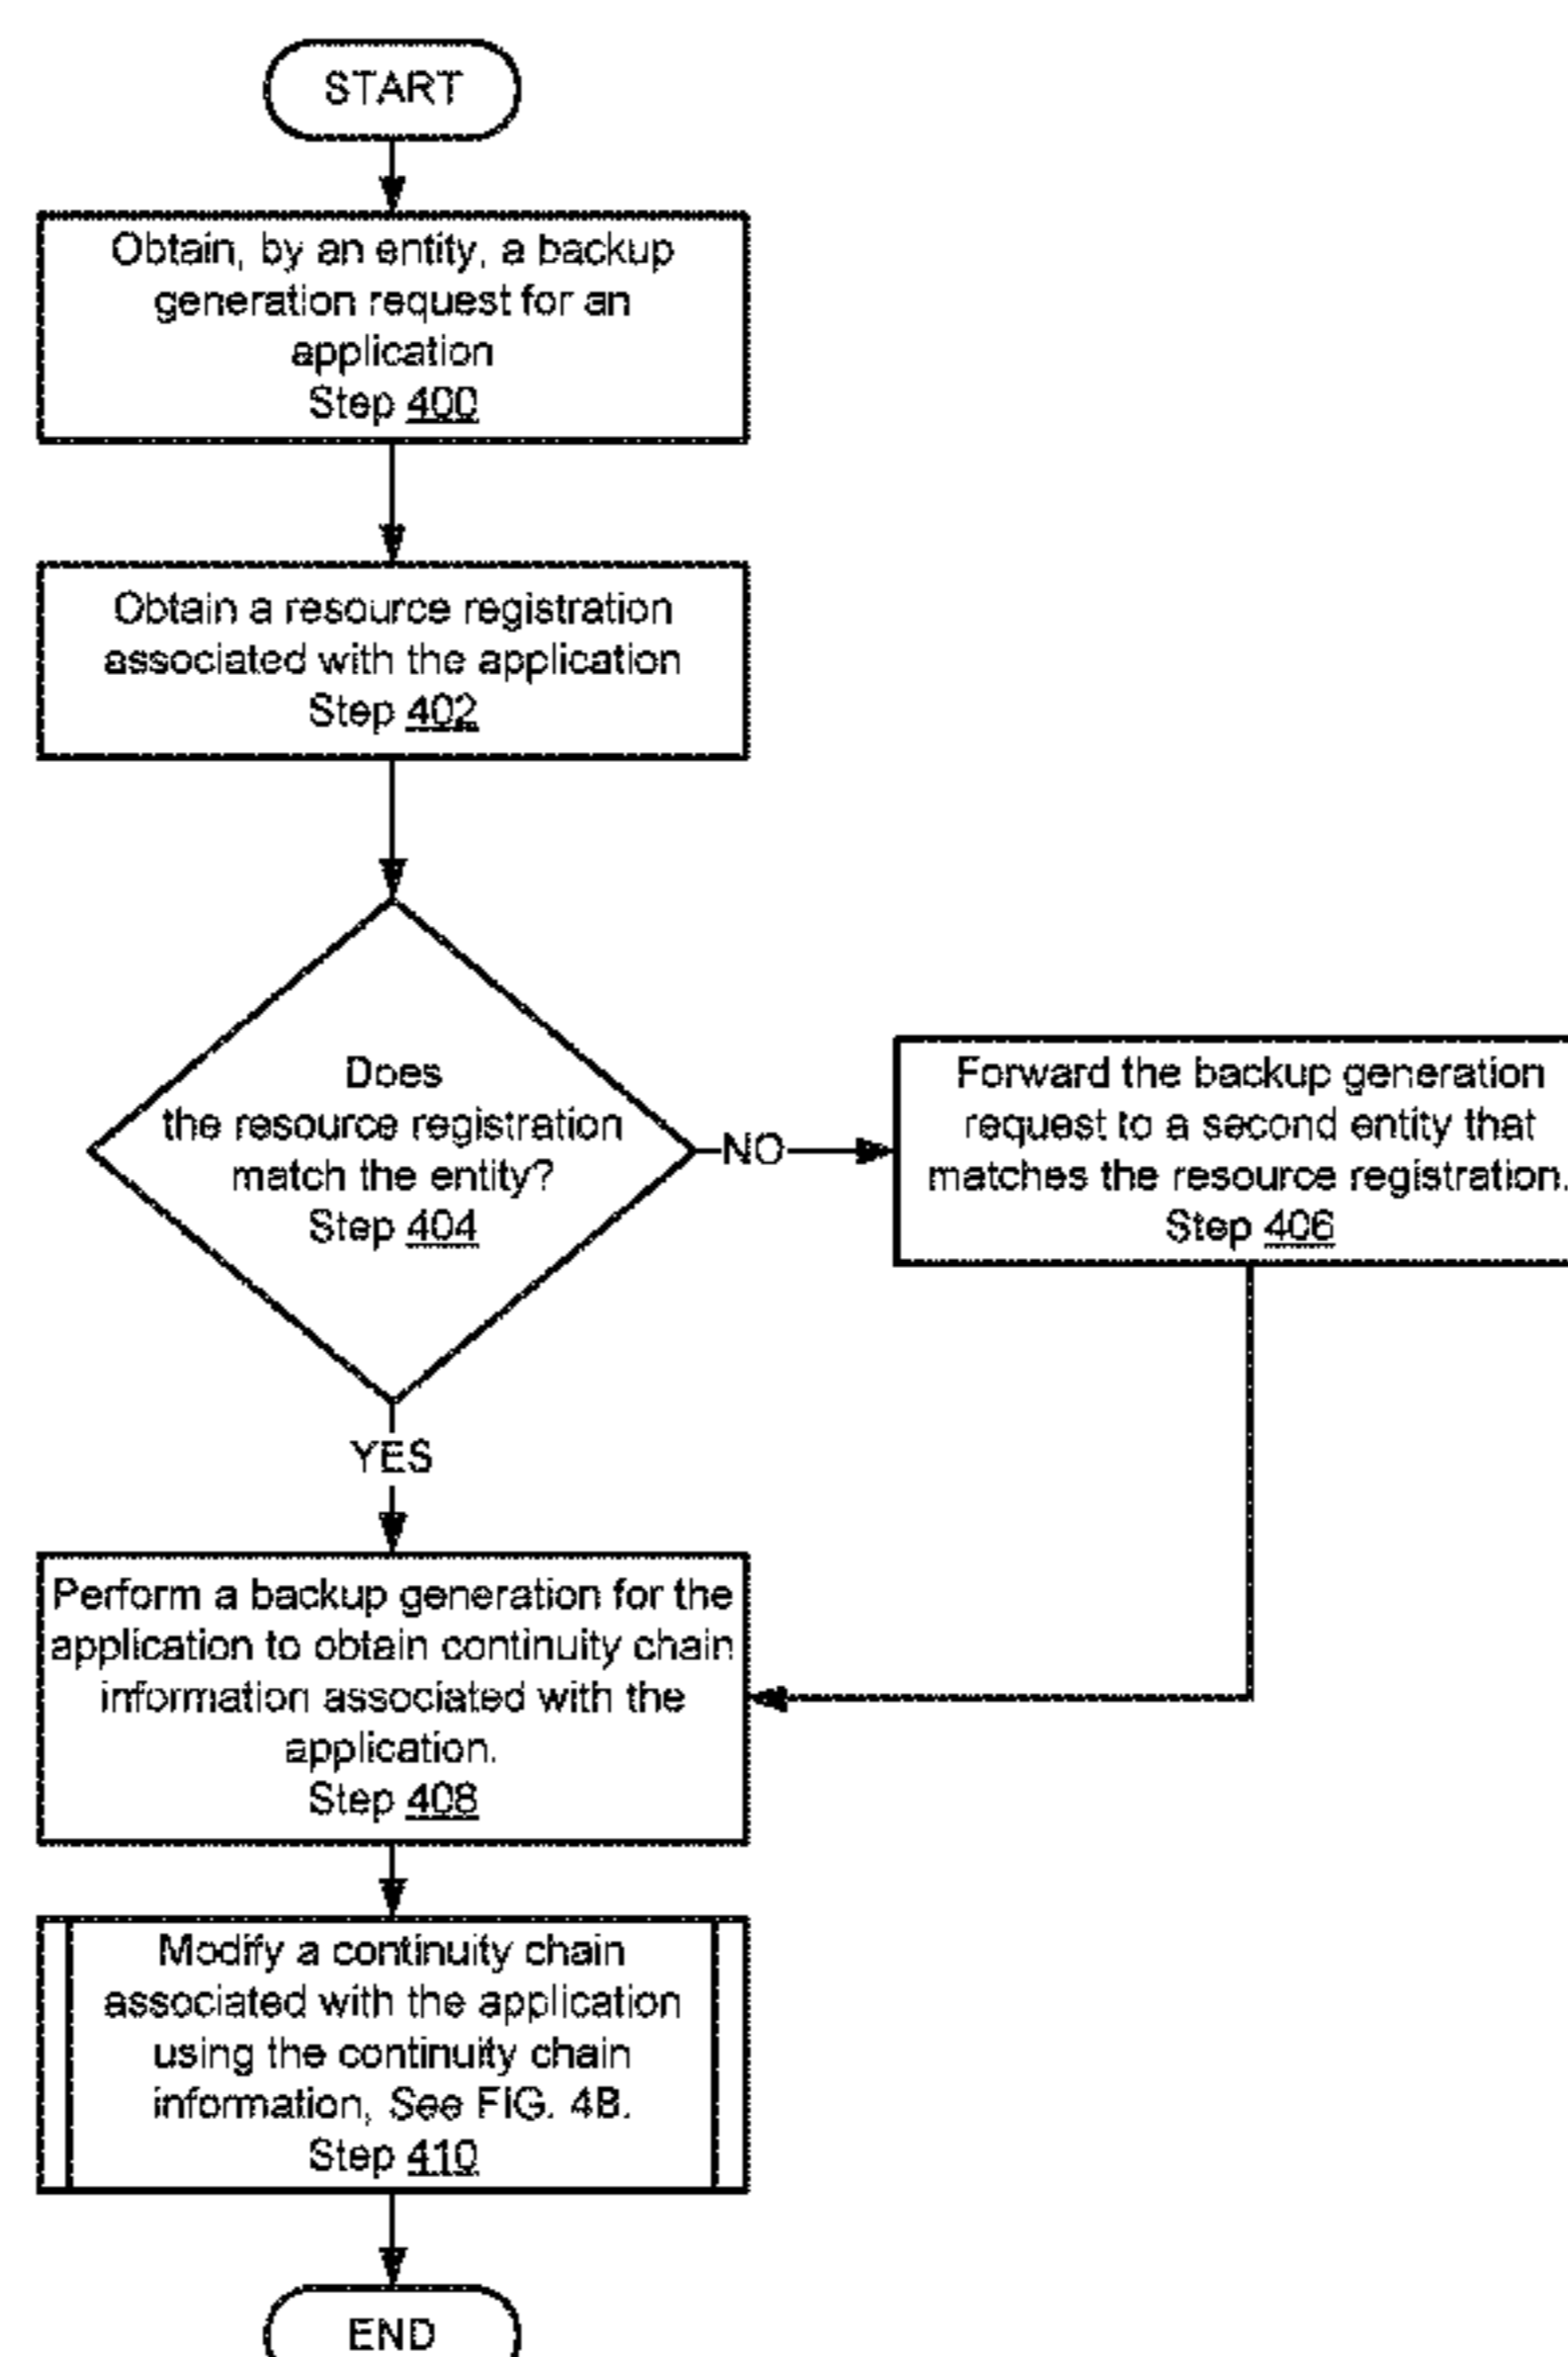 START
Obtain, by an entity, a backup
generation request for an
application
Step 400
Obtain a resource registration
associated with the application
Step 402
Does
the resource registration
match the entity?
Step 404
NO
Forward the backup generation
request to a second entity that
matches the resource registration.
Step 406
YES
Perform a backup generation for the
application to obtain continuity chain
information associated with the
application.
Step 408
Modify a continuity chain
associated with the application
using the continuity chain
information, See FIG. 4B.
Step 410
END